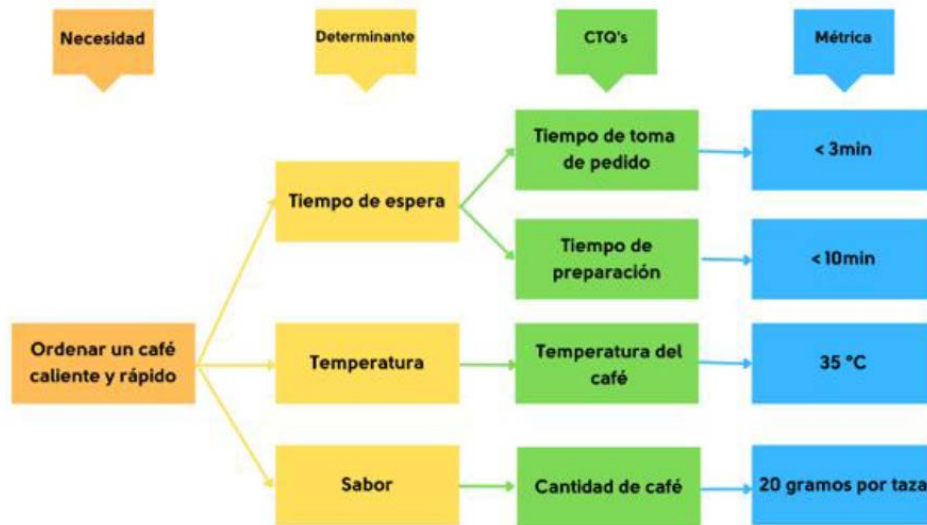 Necesidad
Determinante
CTQ's
Métrica
Tiempo de toma
de pedido
< 3min
Tiempo de espera
Tiempo de
preparación
< 10min
Ordenar un café
caliente y rápido
Temperatura
Temperatura del
café
35 °C
Sabor
Cantidad de café
20 gramos por taza